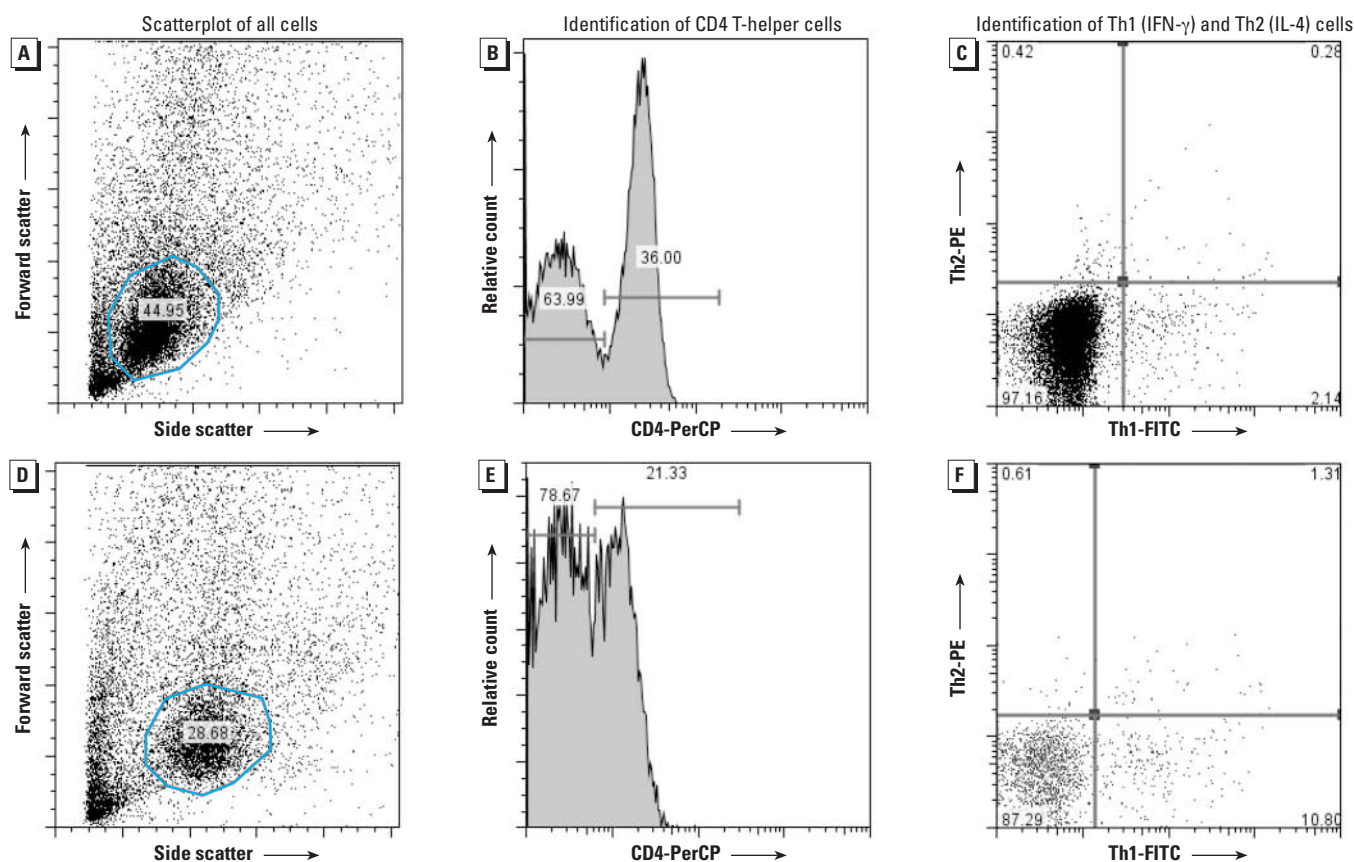 Scatterplot of all cells
Identification of CD4 T-helper cells
Identification of Th1 (IFN-γ) and Th2 (IL-4) cells
A
Forward scatter
44.95
Side scatter
B
Relative count
63.99
36.00
CD4-PerCP
C
Th2-PE
0.42
0.28
97.16
2.14
Th1-FITC
D
Forward scatter
28.68
Side scatter
E
Relative count
78.67
21.33
CD4-PerCP
F
Th2-PE
0.61
1.31
87.29
10.80
Th1-FITC